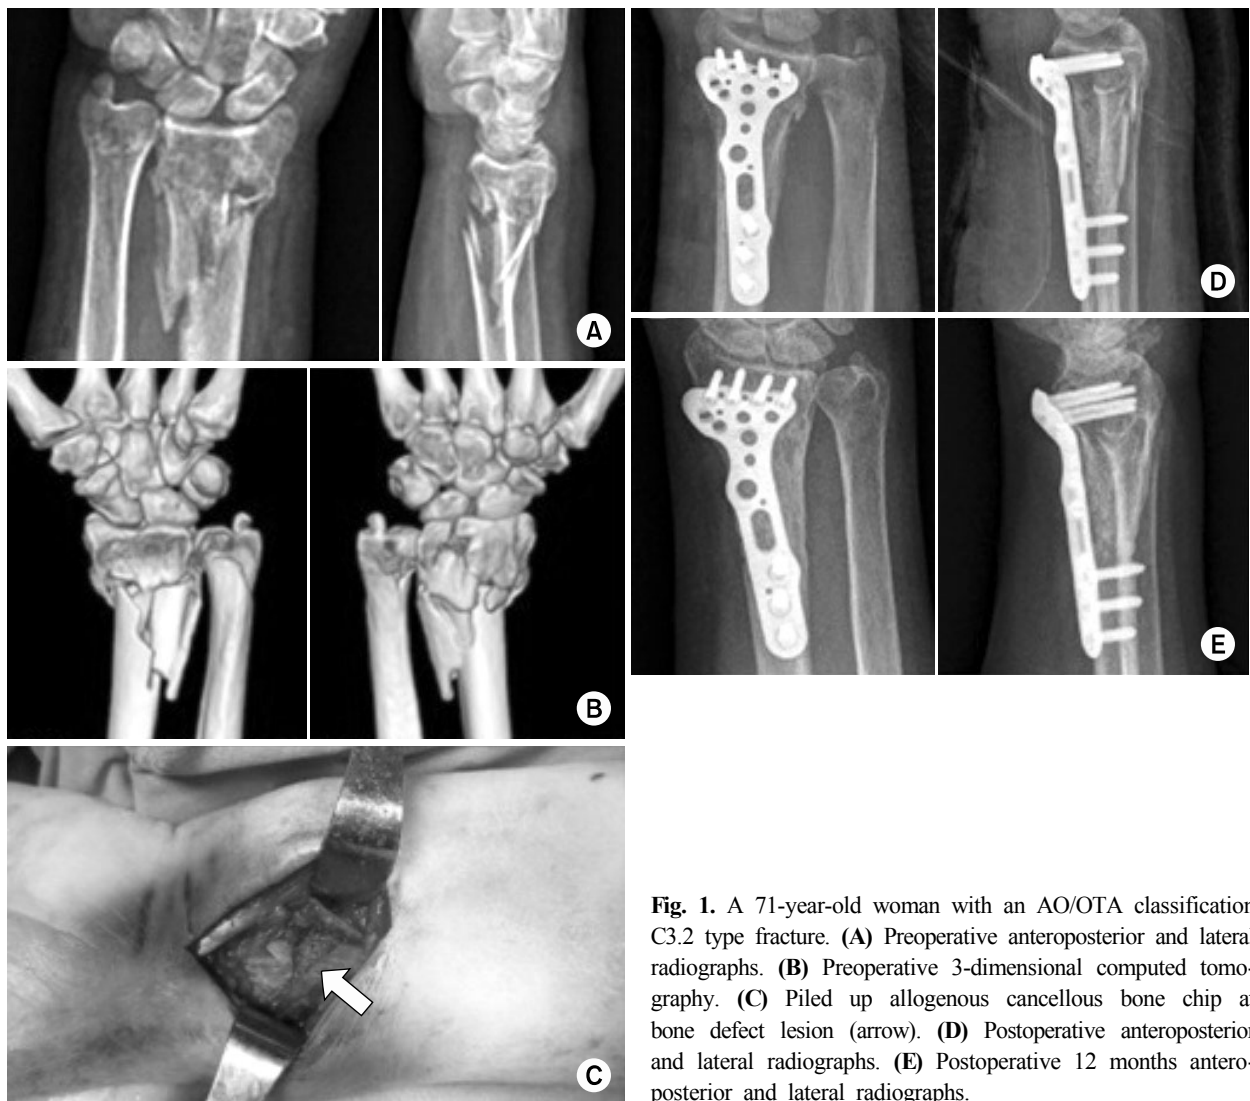 A
B
C
D
E
Fig. 1. A 71-year-old woman with an AO/OTA classification
C3.2 type fracture. (A) Preoperative anteroposterior and lateral
radiographs. (B) Preoperative 3-dimensional computed tomo-
graphy. (C) Piled up allogenous cancellous bone chip at
bone defect lesion (arrow). (D) Postoperative anteroposterior
and lateral radiographs. (E) Postoperative 12 months antero-
posterior and lateral radiographs.